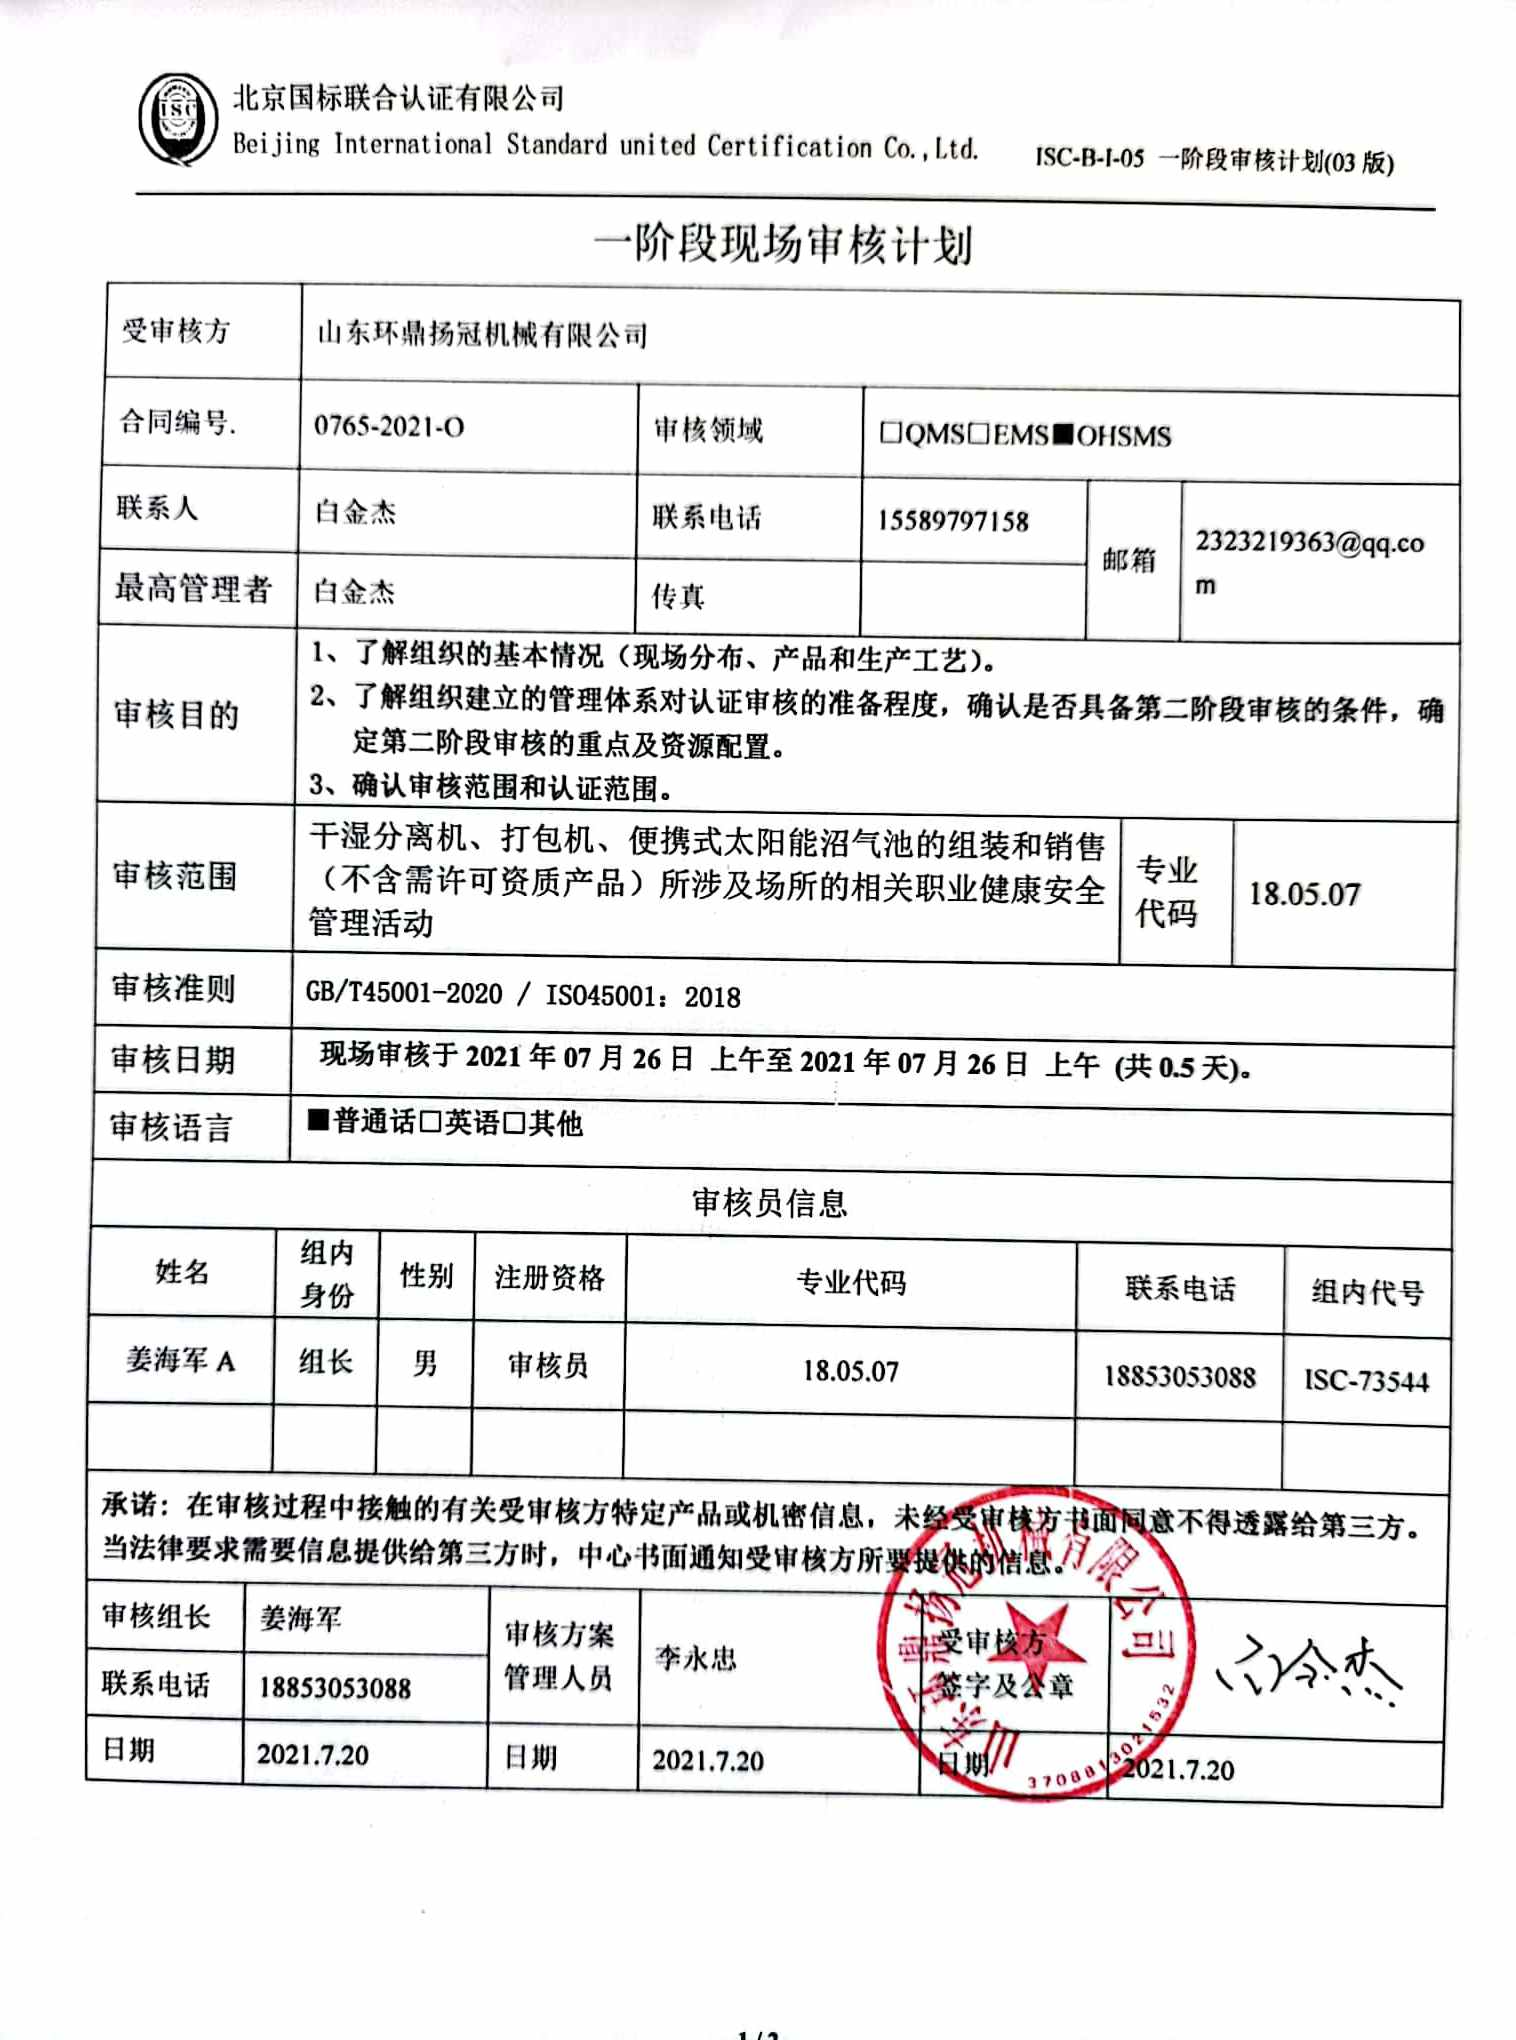 ISC
北京国标联合认证有限公司
Beijing International Standard united Certification Co.,Ltd.
ISC-B-I-05 一阶段审核计划(03 版)
一阶段现场审核计划
受审核方 山东环鼎扬冠机械有限公司
合同编号. 0765-2021-O 审核领域 □QMS□EMS■OHSMS
联系人 白金杰 联系电话 15589797158 邮箱 2323219363@qq.co
m
最高管理者 白金杰 传真
审核目的
1、了解组织的基本情况（现场分布、产品和生产工艺）。
2、了解组织建立的管理体系对认证审核的准备程度，确认是否具备第二阶段审核的条件，确
定第二阶段审核的重点及资源配置。
3、确认审核范围和认证范围。
审核范围
干湿分离机、打包机、便携式太阳能沼气池的组装和销售
（不含需许可资质产品）所涉及场所的相关职业健康安全
管理活动
专业
代码
18.05.07
审核准则 GB/T45001-2020 / ISO45001：2018
审核日期 现场审核于 2021 年 07 月 26 日 上午至 2021 年 07 月 26 日 上午 (共 0.5 天)。
审核语言 ■普通话□英语□其他
审核员信息
姓名 组内
身份 性别 注册资格 专业代码 联系电话 组内代号
姜海军 A 组长 男 审核员 18.05.07 18853053088 ISC-73544
承诺：在审核过程中接触的有关受审核方特定产品或机密信息，未经受审核方书面同意不得透露给第三方。
当法律要求需要信息提供给第三方时，中心书面通知受审核方所要提供的信息。
审核组长 姜海军
联系电话 18853053088
审核方案
管理人员
李永忠
受审核方
签字及公章
白金杰
日期 2021.7.20 日期 2021.7.20 日期 2021.7.20
山东环鼎扬冠机械有限公司
3708813021532
1 / 2